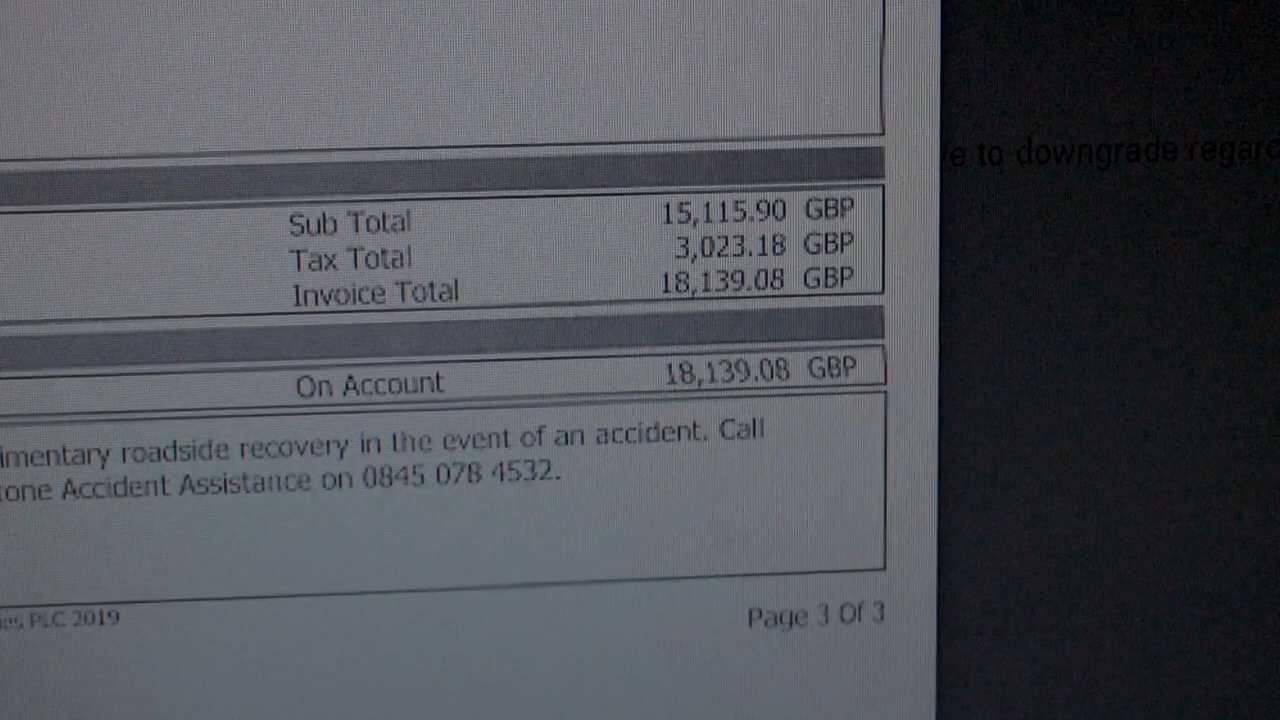 e to downgrade regard
Sub Total 15,115.90 GBP
Tax Total 3,023.18 GBP
Invoice Total 18,139.08 GBP
On Account 18,139.08 GBP
imentary roadside recovery in the event of an accident. Call
tone Accident Assistance on 0845 078 4532.
ies PLC 2019
Page 3 Of 3